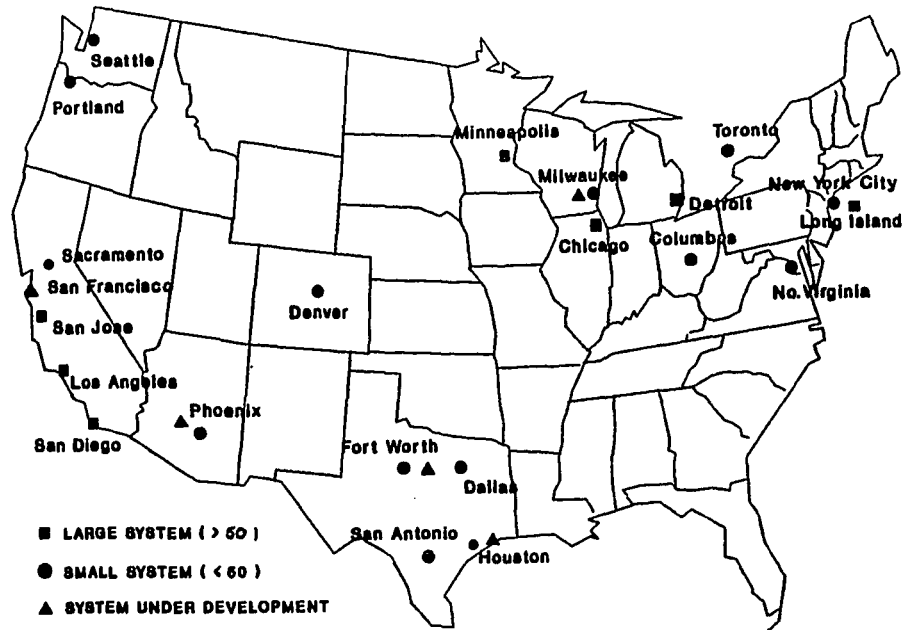 Seattle
Portland
Minneapolis
Toronto
Milwaukee
New York City
Detroit
Long Island
Chicago
Columbos
Sacramento
San Francisco
No. Virginia
Denver
San Jose
Los Angeles
Phoenix
San Diego
Fort Worth
Dallas
San Antonio
Houston
LARGE SYSTEM ( > 50 )
SMALL SYSTEM ( < 50 )
SYSTEM UNDER DEVELOPMENT